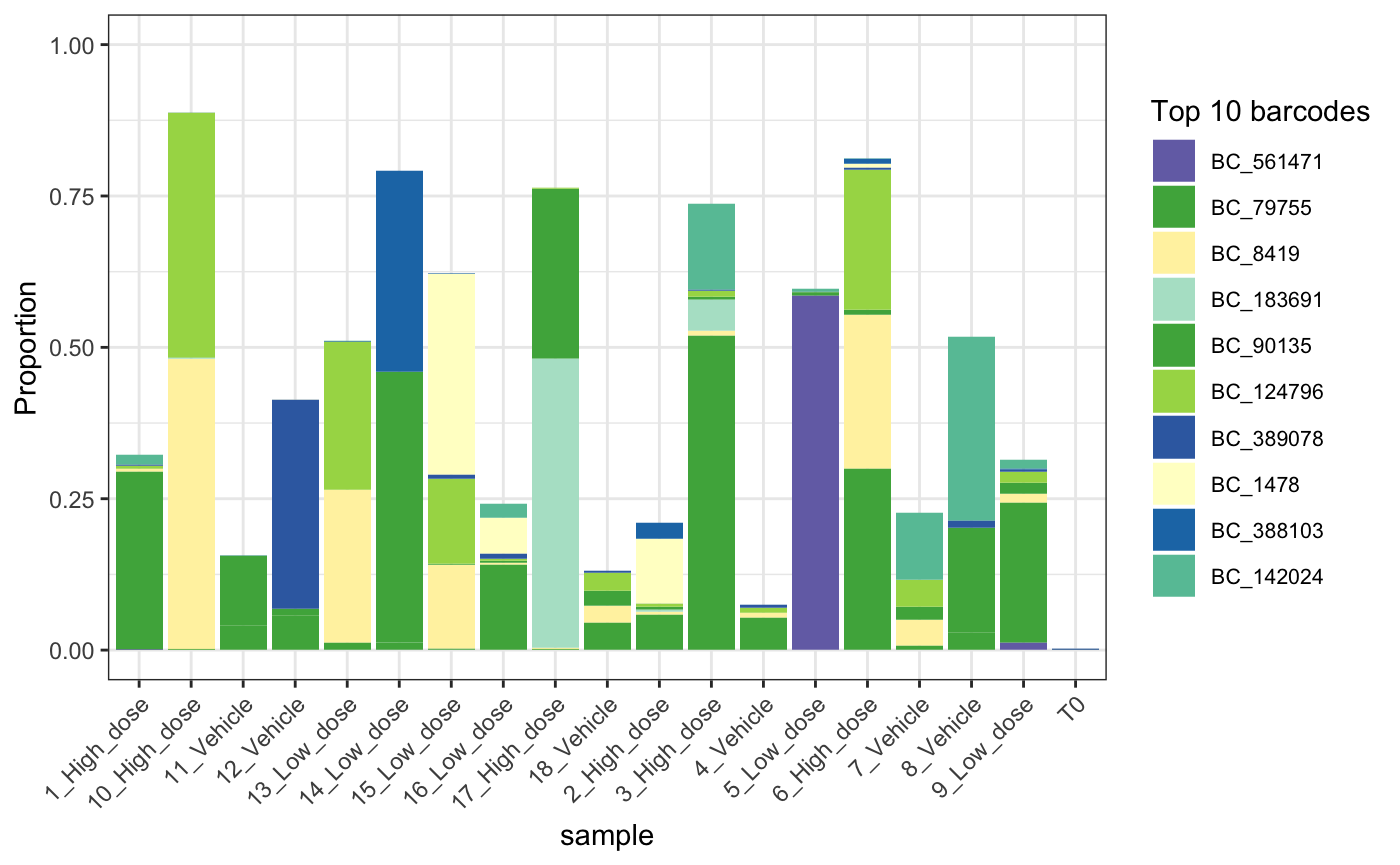 1.00
0.75
0.50
0.25
0.00
Proportion
1_High_dose
10_High_dose
11_Vehicle
12_Vehicle
13_Low_dose
14_Low_dose
15_Low_dose
16_Low_dose
17_High_dose
18_Vehicle
2_High_dose
3_High_dose
4_Vehicle
5_Low_dose
6_High_dose
7_Vehicle
8_Vehicle
9_Low_dose
T0
sample
Top 10 barcodes
BC_561471
BC_79755
BC_8419
BC_183691
BC_90135
BC_124796
BC_389078
BC_1478
BC_388103
BC_142024